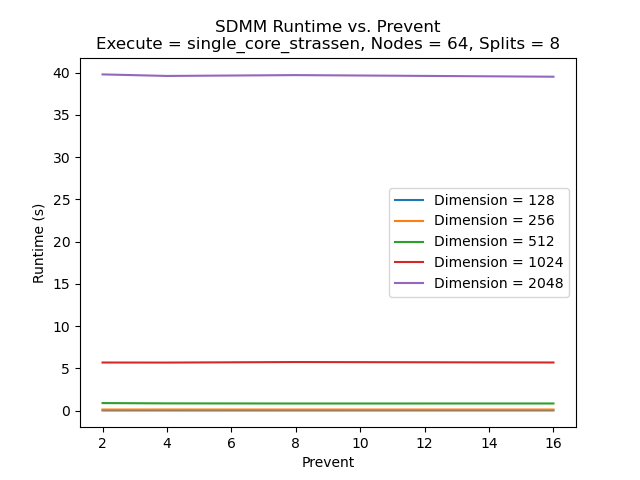 SDMM Runtime vs. Prevent
Execute = single_core_strassen, Nodes = 64, Splits = 8
40
35
30
25
20
15
10
5
0
Runtime (s)
Dimension = 128
Dimension = 256
Dimension = 512
Dimension = 1024
Dimension = 2048
2 4 6 8 10 12 14 16
Prevent